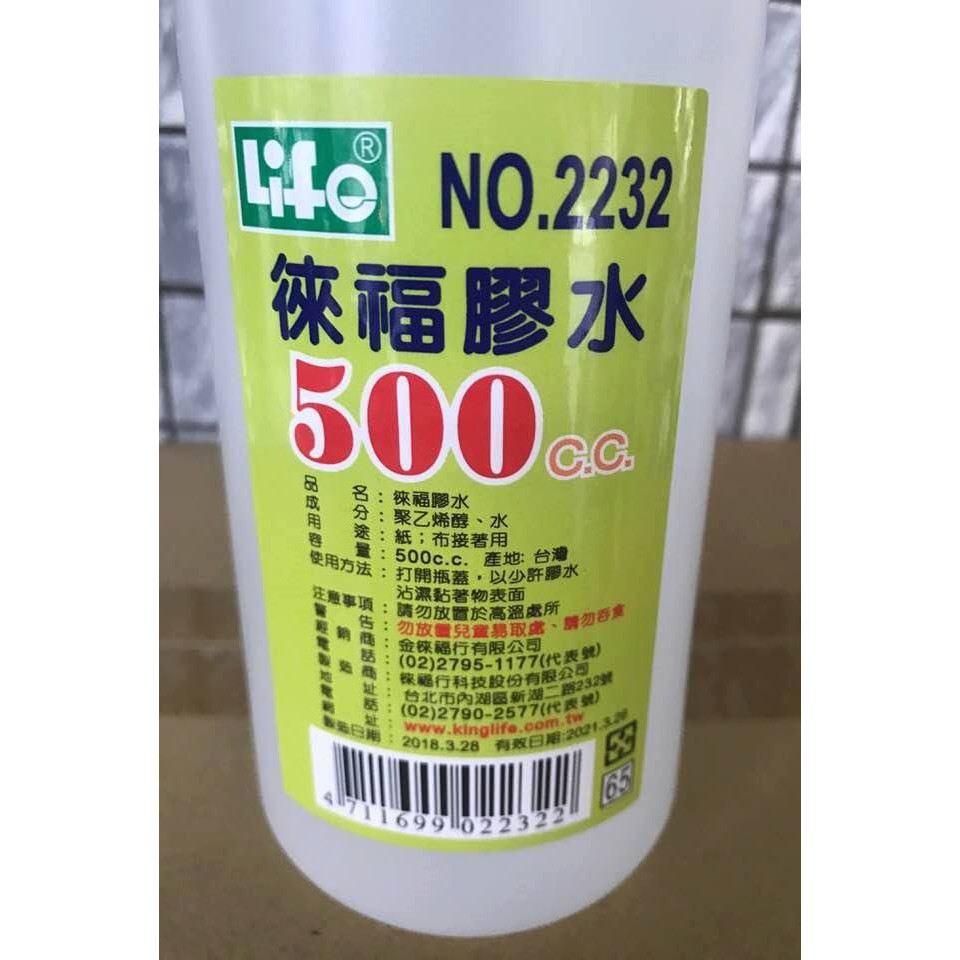 Life®
NO.2232
徠福膠水
500 c.c.
品名：徠福膠水
成分：聚乙烯醇、水
用途：紙；布接著用
容量：500c.c. 產地: 台灣
使用方法：打開瓶蓋，以少許膠水
沾濕黏著物表面
注意事項：請勿放置於高溫處所
警告：勿放置兒童易取處、請勿吞食
經銷商：金徠福行有限公司
電話：(02)2795-1177(代表號)
製造商：徠福行科技股份有限公司
地址：台北市內湖區新湖二路232號
電話：(02)2790-2577(代表號)
網址：www.kinglife.com.tw
製造日期：2018.3.28 有效日期:2021.3.28
65
4 711699 022322